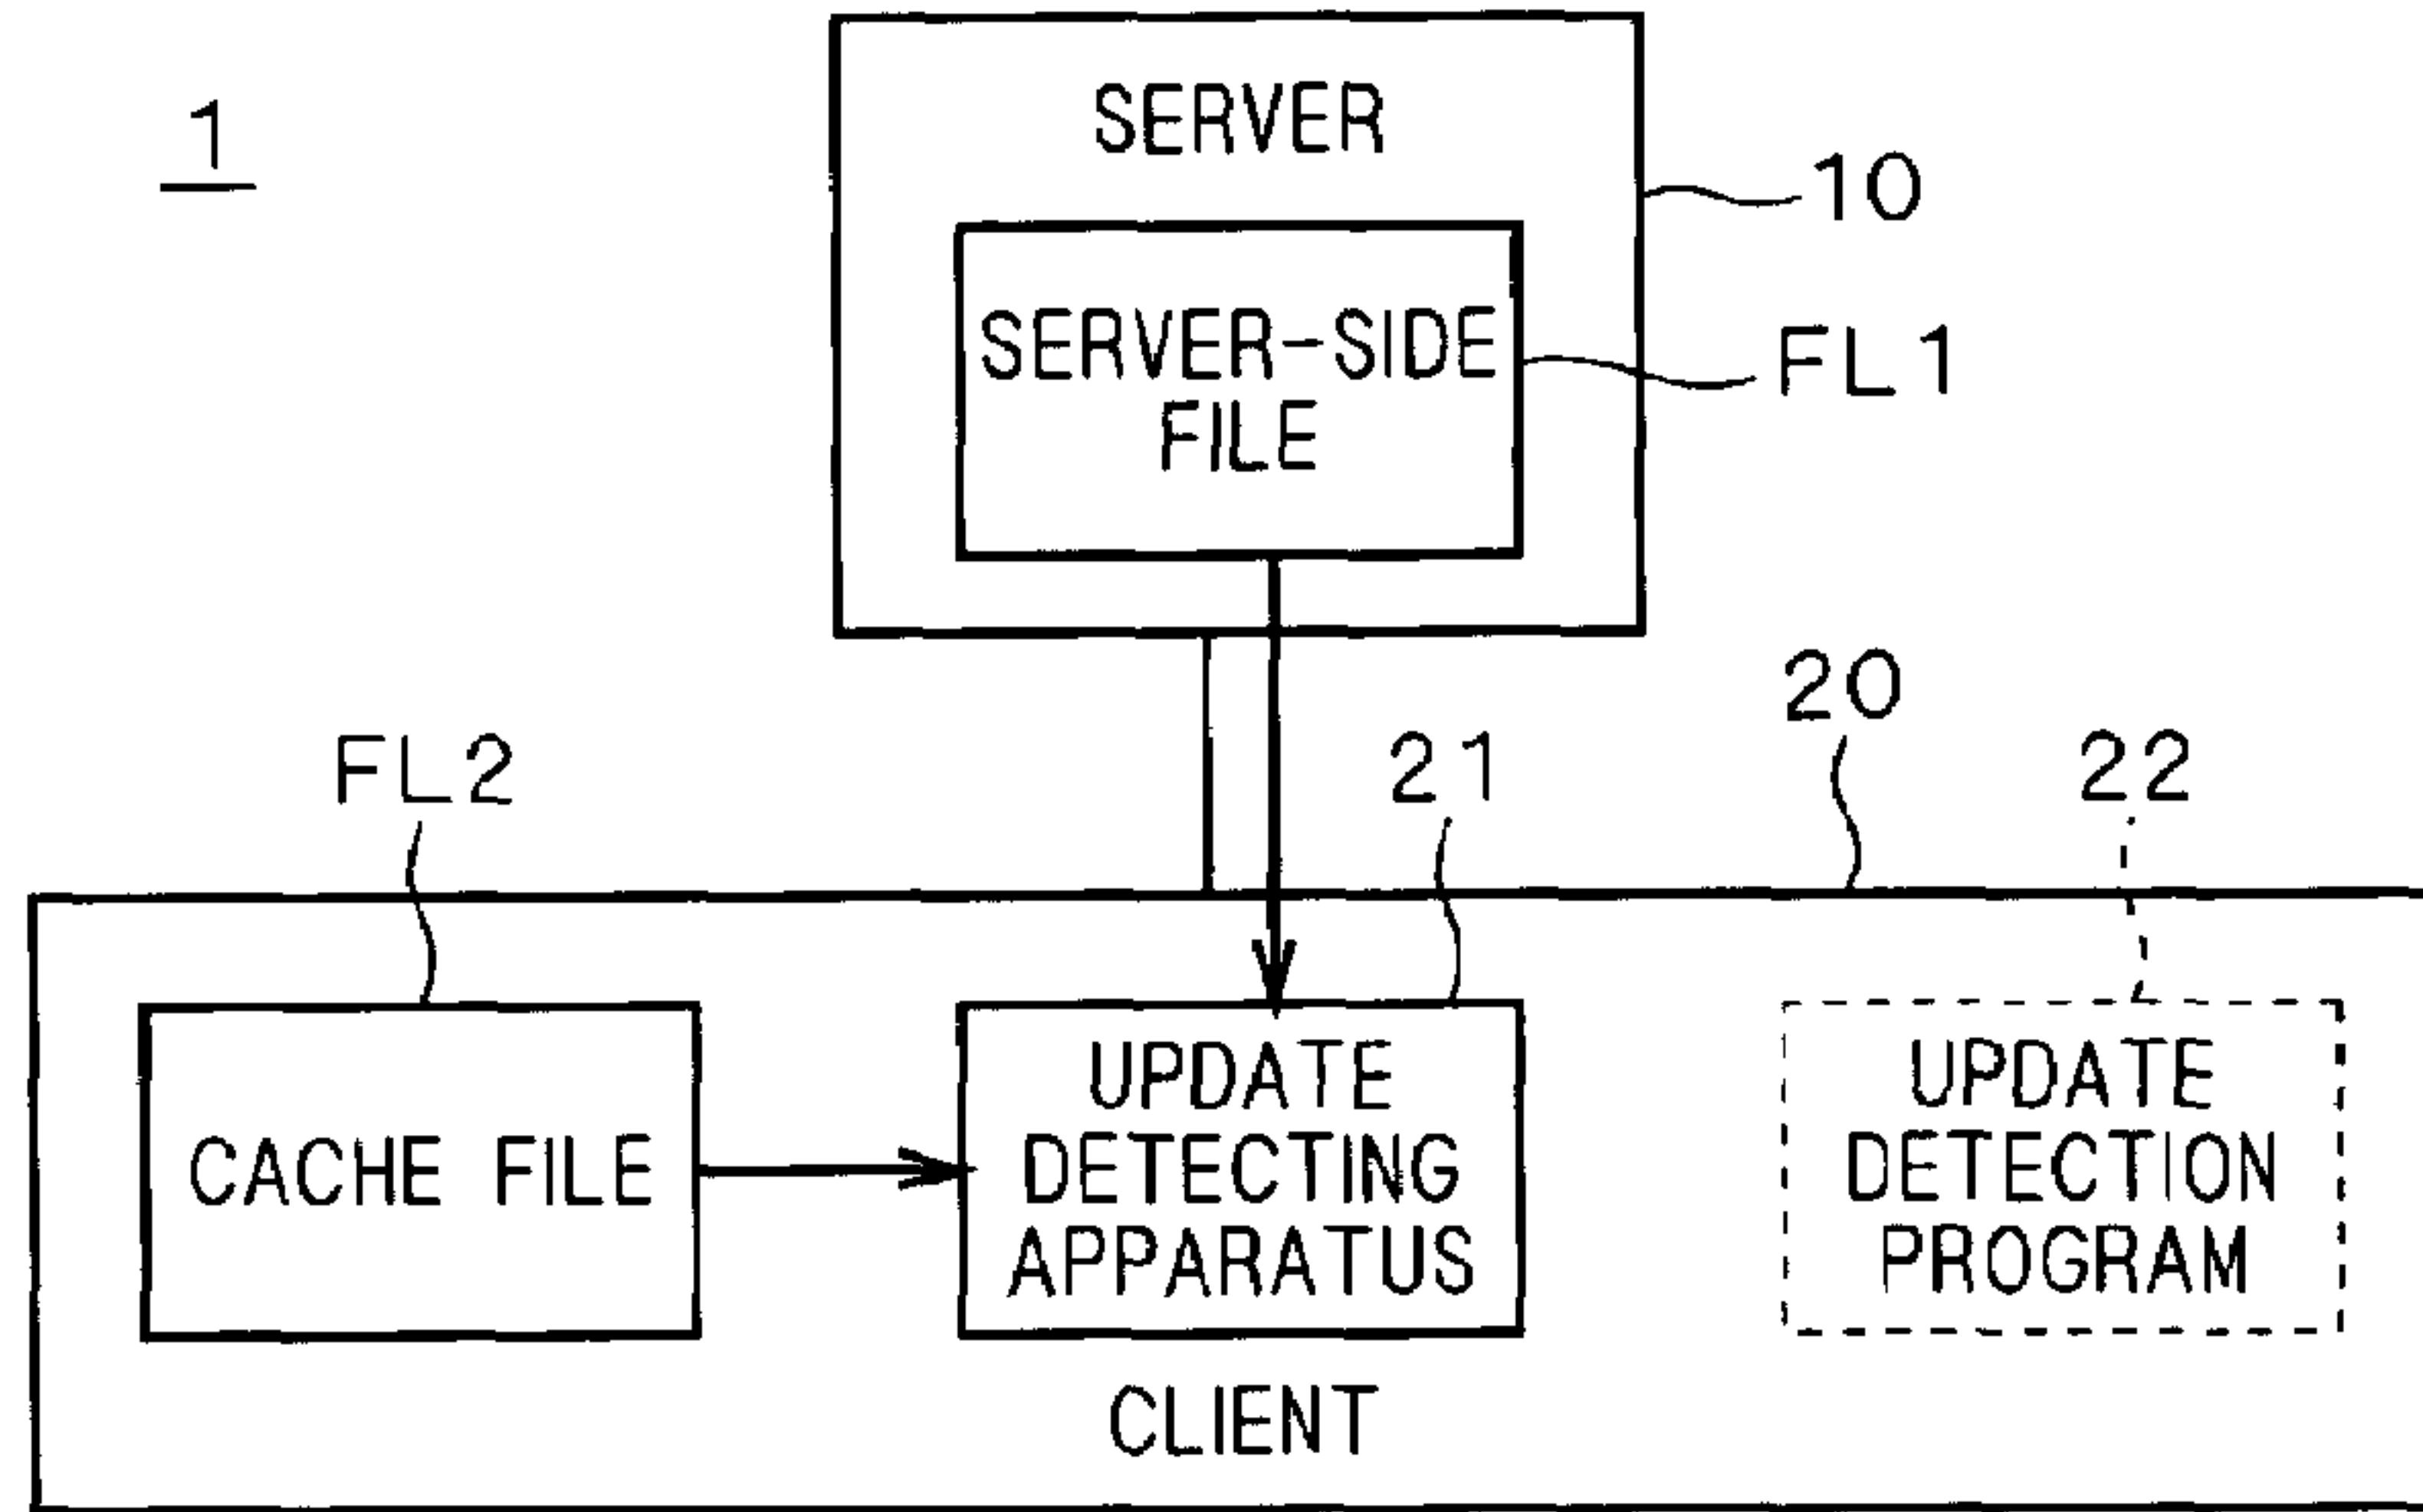 1
SERVER
10
SERVER-SIDE
FILE
FL1
20
FL2
21
22
CACHE FILE
UPDATE
DETECTING
APPARATUS
UPDATE
DETECTION
PROGRAM
CLIENT